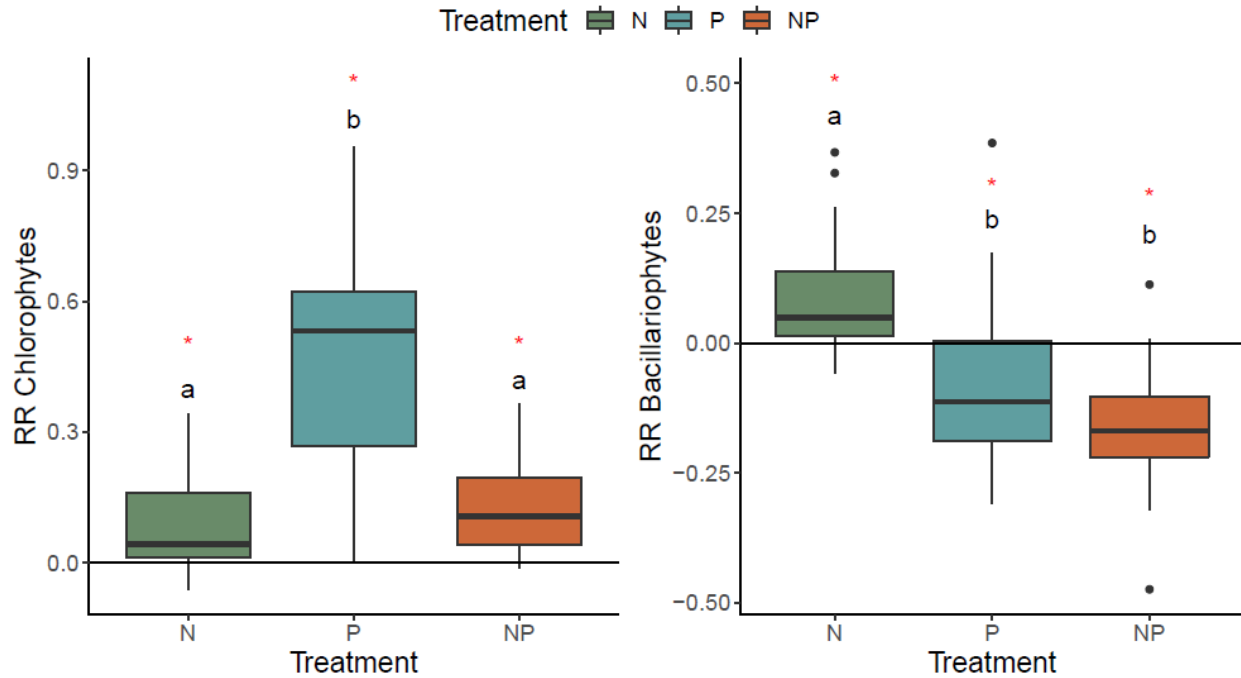 Treatment N P NP
RR Chlorophytes
0.9
0.6
0.3
0.0
*
a
*
b
*
a
N P NP
Treatment
RR Bacillariophytes
0.50
0.25
0.00
−0.25
−0.50
*
a
*
b
*
b
N P NP
Treatment